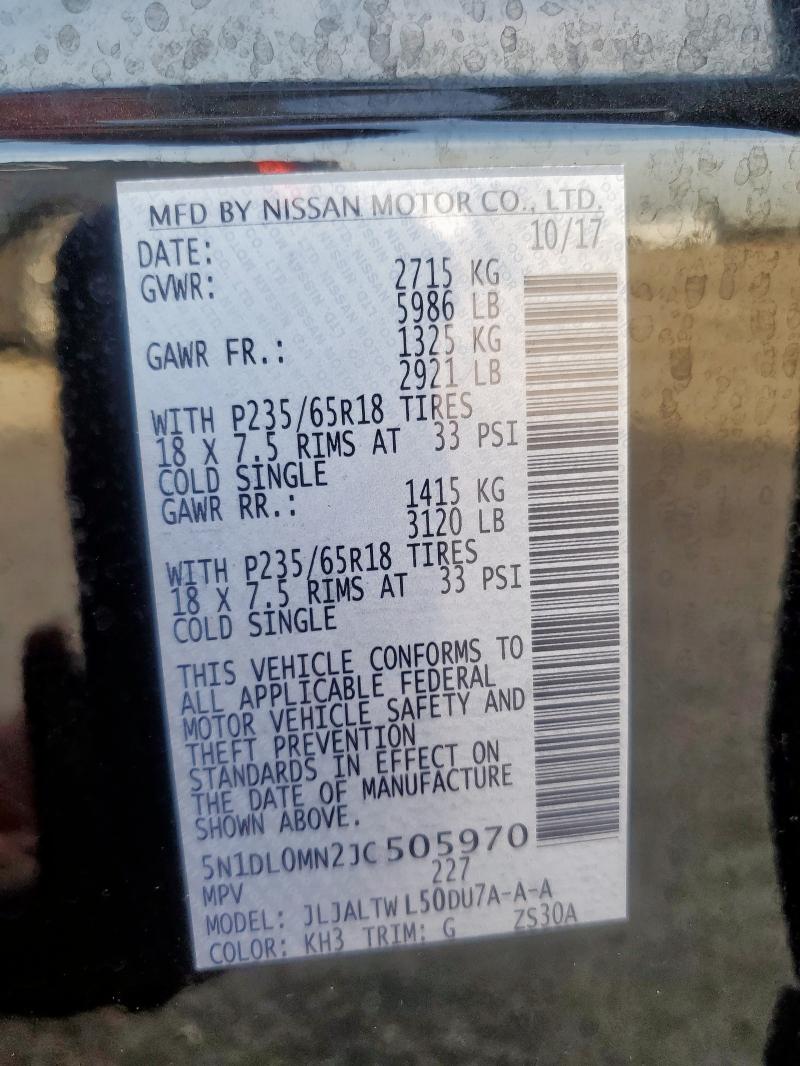 MFD BY NISSAN MOTOR CO., LTD.
DATE: 10/17
GVWR: 2715 KG
5986 LB
GAWR FR.: 1325 KG
2921 LB
WITH P235/65R18 TIRES
18 X 7.5 RIMS AT 33 PSI
COLD SINGLE
GAWR RR.: 1415 KG
3120 LB
WITH P235/65R18 TIRES
18 X 7.5 RIMS AT 33 PSI
COLD SINGLE
THIS VEHICLE CONFORMS TO
ALL APPLICABLE FEDERAL
MOTOR VEHICLE SAFETY AND
THEFT PREVENTION
STANDARDS IN EFFECT ON
THE DATE OF MANUFACTURE
SHOWN ABOVE.
5N1DL0MN2JC505970
MPV 227
MODEL: JLJALTWL50DU7A-A-A
COLOR: KH3 TRIM: G ZS30A